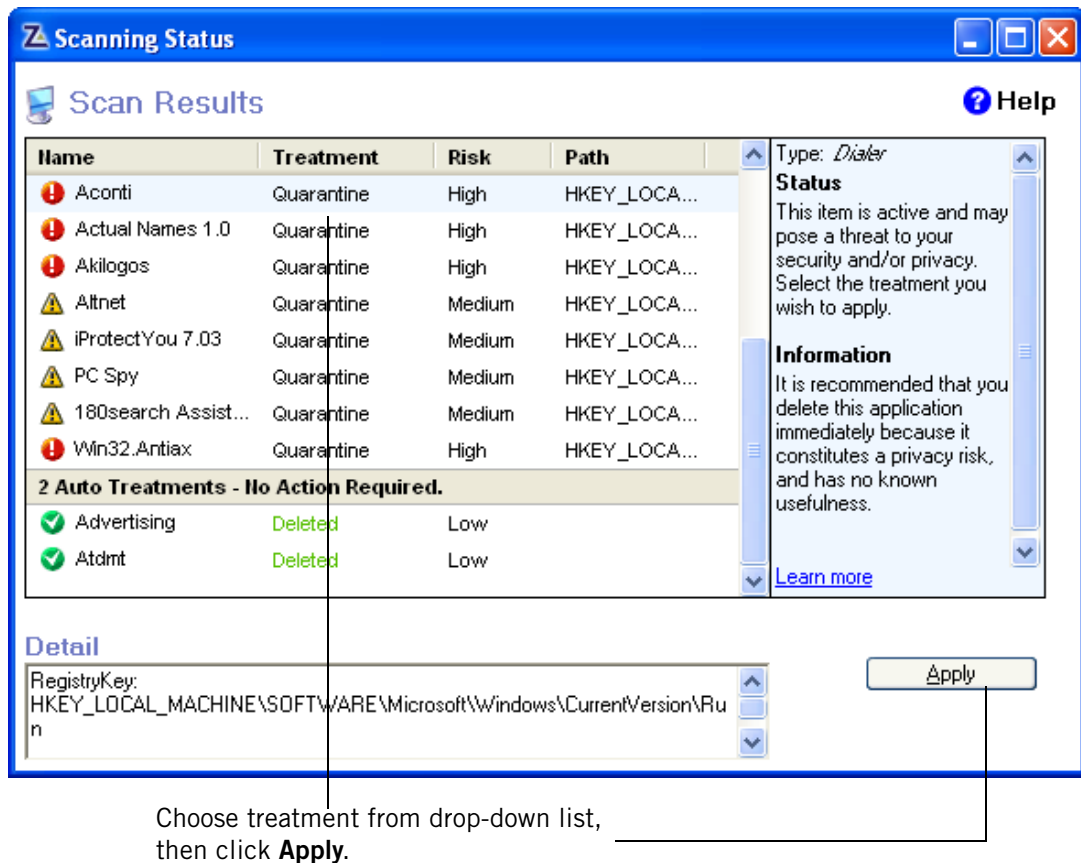 Scanning Status
Scan Results
Help
Name Treatment Risk Path
Aconti Quarantine High HKEY_LOCA...
Actual Names 1.0 Quarantine High HKEY_LOCA...
Akilogos Quarantine High HKEY_LOCA...
Altnet Quarantine Medium HKEY_LOCA...
iProtectYou 7.03 Quarantine Medium HKEY_LOCA...
PC Spy Quarantine Medium HKEY_LOCA...
180search Assist... Quarantine Medium HKEY_LOCA...
Win32.Antiax Quarantine High HKEY_LOCA...
2 Auto Treatments - No Action Required.
Advertising Deleted Low
Atdmt Deleted Low
Type: Dialer
Status
This item is active and may
pose a threat to your
security and/or privacy.
Select the treatment you
wish to apply.
Information
It is recommended that you
delete this application
immediately because it
constitutes a privacy risk,
and has no known
usefulness.
Learn more
Detail
RegistryKey:
HKEY_LOCAL_MACHINE\SOFTWARE\Microsoft\Windows\CurrentVersion\Ru
n
Apply
Choose treatment from drop-down list,
then click Apply.